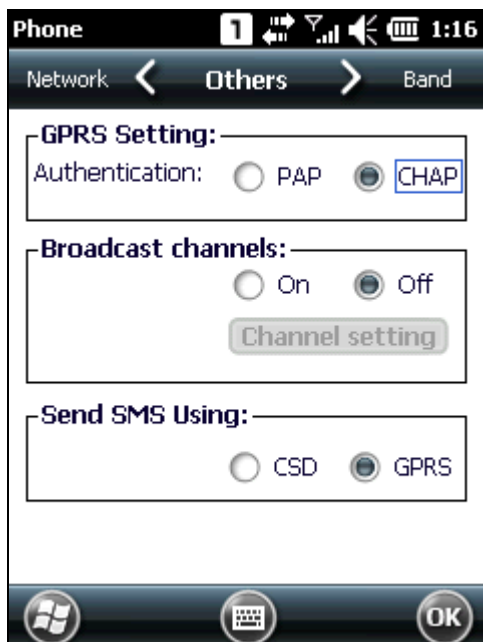 Phone 1 1:16
Network Others Band
GPRS Setting:
Authentication: PAP CHAP
Broadcast channels:
On Off
Channel setting
Send SMS Using:
CSD GPRS
OK